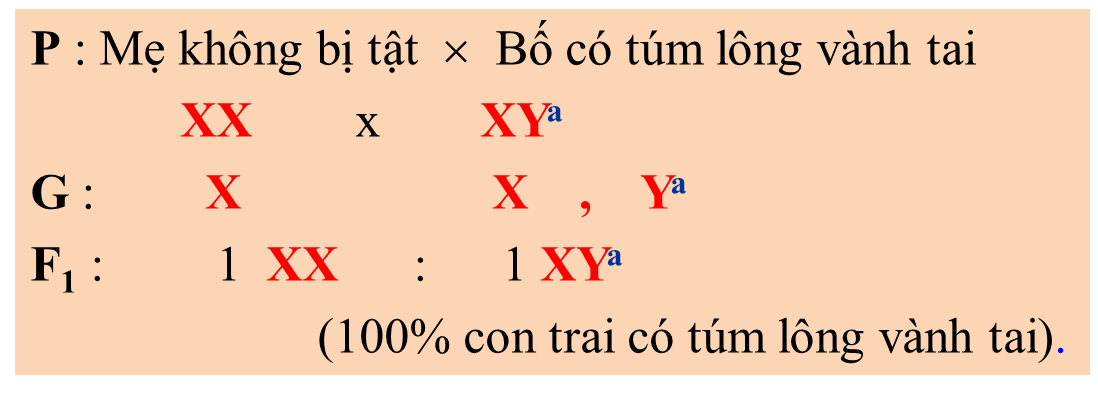 P : Mẹ không bị tật × Bố có túm lông vành tai
XX x XYᵃ
G : X X , Yᵃ
F₁ : 1 XX : 1 XYᵃ
(100% con trai có túm lông vành tai).